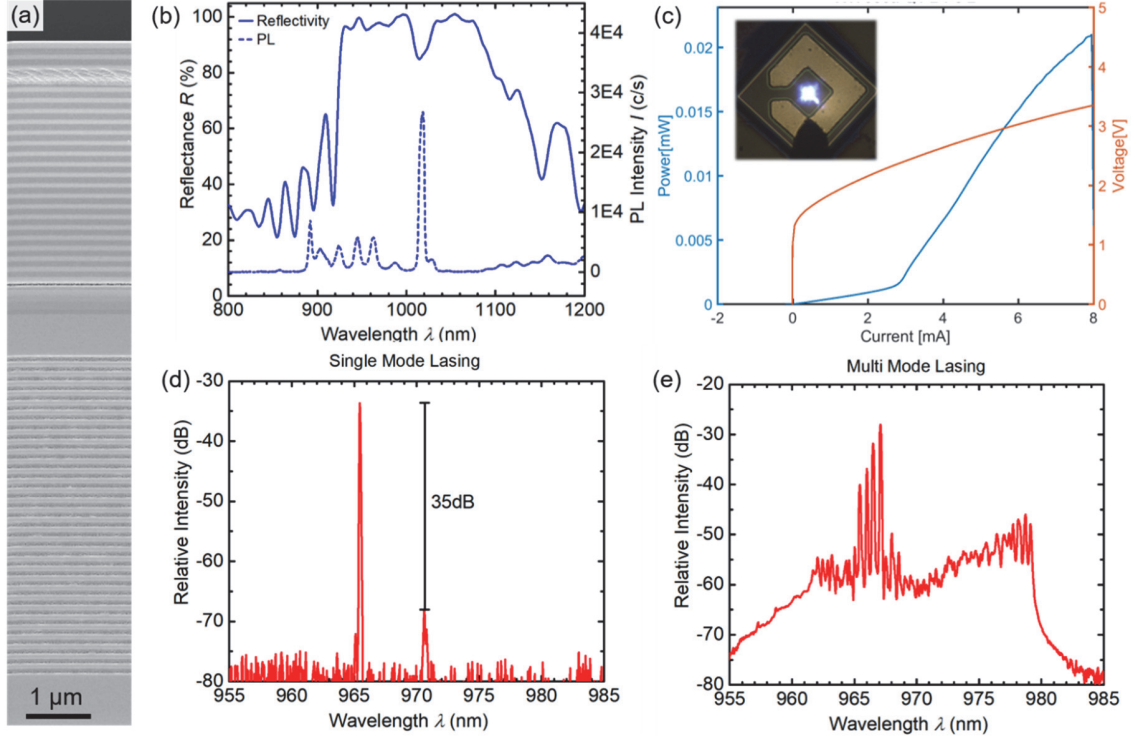 (a)
1 µm
(b)
Reflectivity
PL
Reflectance R (%)
100
80
60
40
20
0
PL Intensity I (c/s)
4E4
3E4
2E4
1E4
0
800 900 1000 1100 1200
Wavelength λ (nm)
(c)
Power[mW]
0.02
0.015
0.01
0.005
0
Voltage[V]
5
4
3
2
1
0
-2 0 2 4 6 8
Current [mA]
(d)
Single Mode Lasing
Relative Intensity (dB)
-30
-40
-50
-60
-70
-80
35dB
955 960 965 970 975 980 985
Wavelength λ (nm)
(e)
Multi Mode Lasing
Relative Intensity (dB)
-20
-30
-40
-50
-60
-70
-80
955 960 965 970 975 980 985
Wavelength λ (nm)